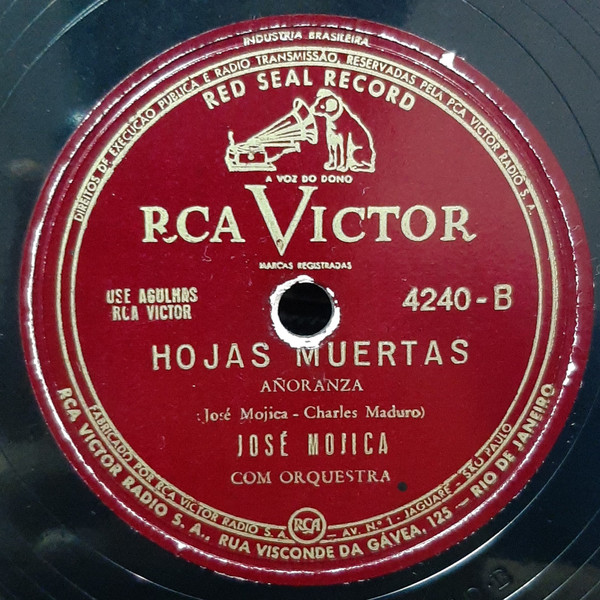 INDÚSTRIA BRASILEIRA
DIREITOS DE EXECUÇÃO PÚBLICA E RADIO TRANSMISSÃO, RESERVADAS PELA RCA VICTOR RADIO S. A.
RED SEAL RECORD
A VOZ DO DONO
RCA VICTOR
MARCAS REGISTRADAS
USE AGULHAS
RCA VICTOR
4240-B
HOJAS MUERTAS
AÑORANZA
(José Mojica - Charles Maduro)
JOSÉ MOJICA
COM ORQUESTRA
FABRICADO POR RCA VICTOR RADIO S. A. RCA — AV. N.º 1 - JAGUARÉ - SÃO PAULO
RCA VICTOR RADIO S. A., RUA VISCONDE DA GÁVEA, 125 — RIO DE JANEIRO